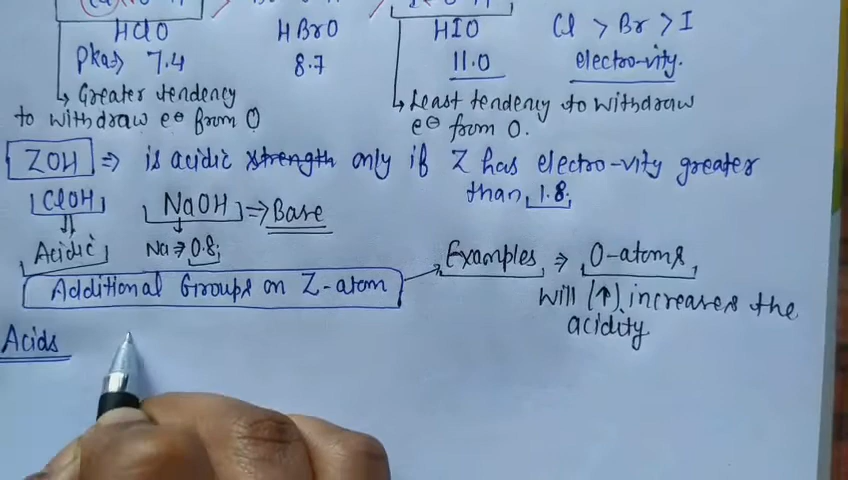 HClO HBrO HIO Cl > Br > I
Pka⇒ 7.4 8.7 11.0 electro-vity.
↳ Greater tendency ↳ Least tendency to withdraw
to withdraw e⊖ from O e⊖ from O.
ZOH ⇒ is acidic strength only if Z has electro-vity greater
than 1.8;
ClOH NaOH ⇒ Base
Acidic Na ⇒ 0.8;
Additional Groups on Z-atom → Examples ⇒ O-atoms,
will (↑) increases the
acidity
Acids